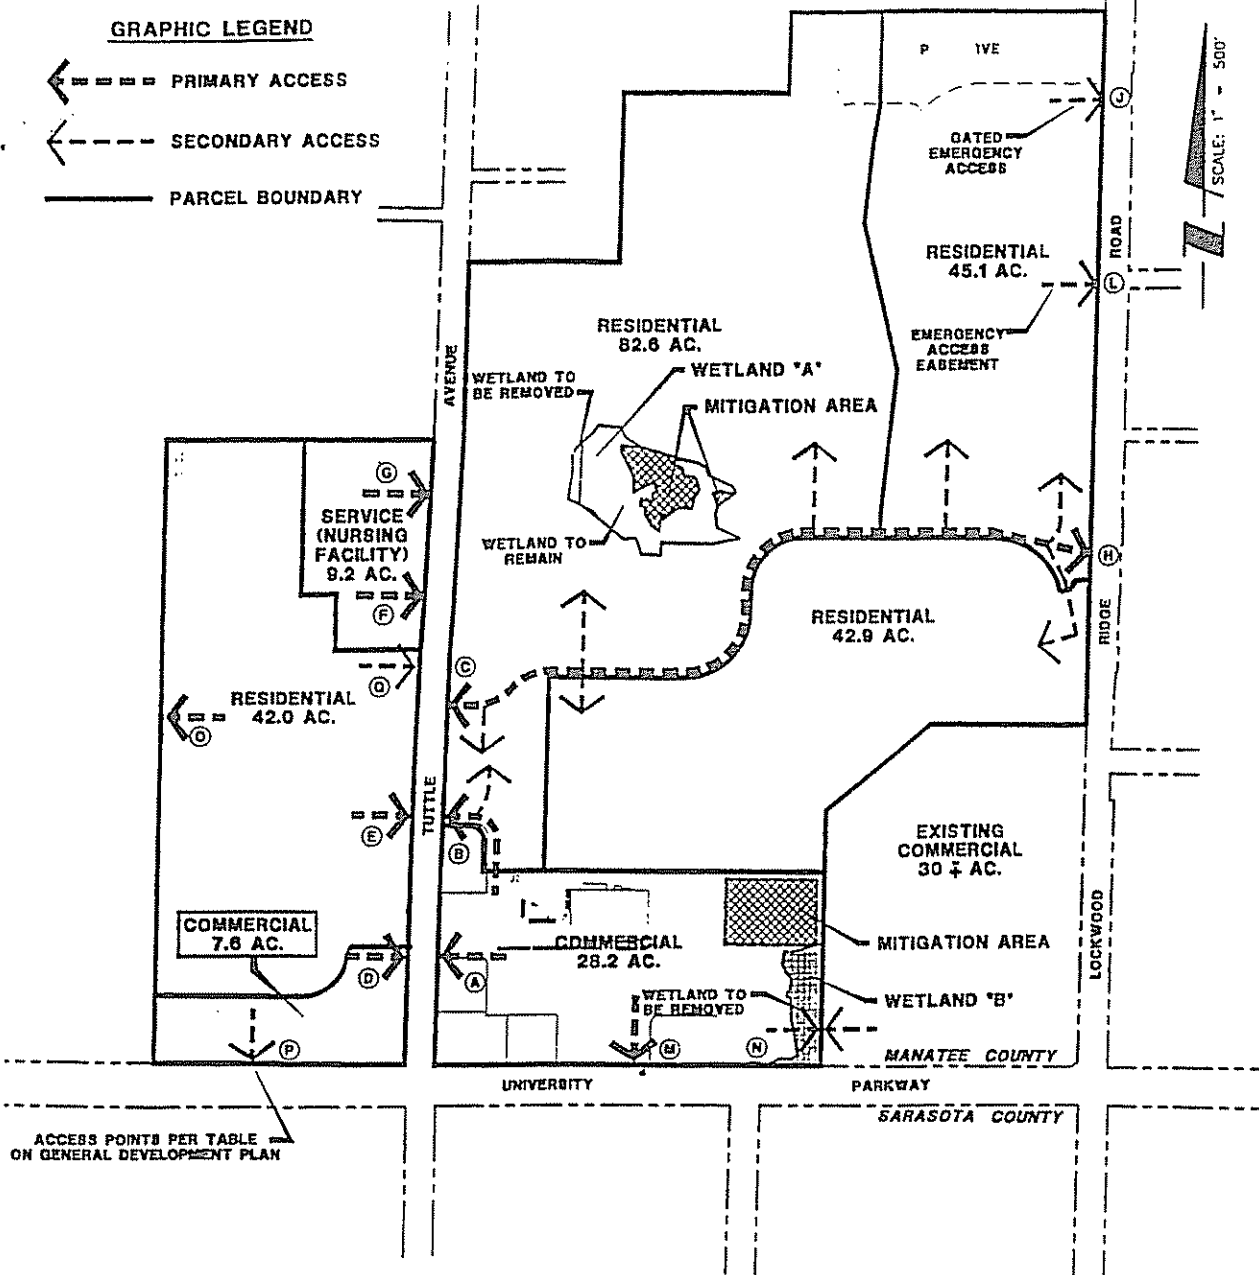 GRAPHIC LEGEND
PRIMARY ACCESS
SECONDARY ACCESS
PARCEL BOUNDARY
J
GATED
EMERGENCY
ACCESS
SCALE: 1" = 500'
ROAD
RESIDENTIAL
45.1 AC.
L
EMERGENCY
ACCESS
EASEMENT
RESIDENTIAL
82.6 AC.
WETLAND "A"
WETLAND TO
BE REMOVED
MITIGATION AREA
AVENUE
G
SERVICE
(NURSING
FACILITY)
9.2 AC.
WETLAND TO
REMAIN
H
F
RESIDENTIAL
42.9 AC.
RIDGE
C
Q
RESIDENTIAL
42.0 AC.
O
TUTTLE
E
B
EXISTING
COMMERCIAL
30 ∓ AC.
LOCKWOOD
COMMERCIAL
7.6 AC.
COMMERCIAL
28.2 AC.
MITIGATION AREA
D
A
WETLAND TO
BE REMOVED
WETLAND "B"
P
M
N
MANATEE COUNTY
UNIVERSITY
PARKWAY
SARASOTA COUNTY
ACCESS POINTS PER TABLE
ON GENERAL DEVELOPMENT PLAN